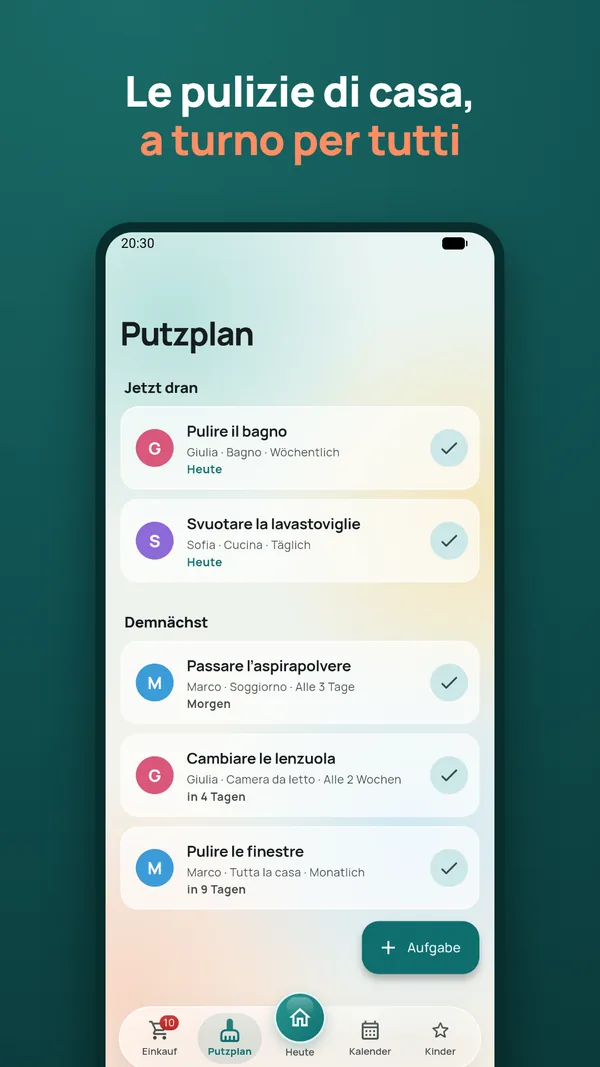 Le pulizie di casa,
a turno per tutti
20:30
Putzplan
Jetzt dran
G
Pulire il bagno
Giulia · Bagno · Wöchentlich
Heute
S
Svuotare la lavastoviglie
Sofia · Cucina · Täglich
Heute
Demnächst
M
Passare l'aspirapolvere
Marco · Soggiorno · Alle 3 Tage
Morgen
G
Cambiare le lenzuola
Giulia · Camera da letto · Alle 2 Wochen
in 4 Tagen
M
Pulire le finestre
Marco · Tutta la casa · Monatlich
in 9 Tagen
+ Aufgabe
10
Einkauf
Putzplan
Heute
Kalender
Kinder